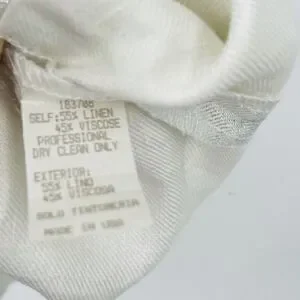 SELF:55% LINEN
45% VISCOSE
PROFESSIONAL
DRY CLEAN ONLY
EXTERIOR:
55% LINO
45% VISCOSA
SOLO TINTORERIA
MADE IN USA